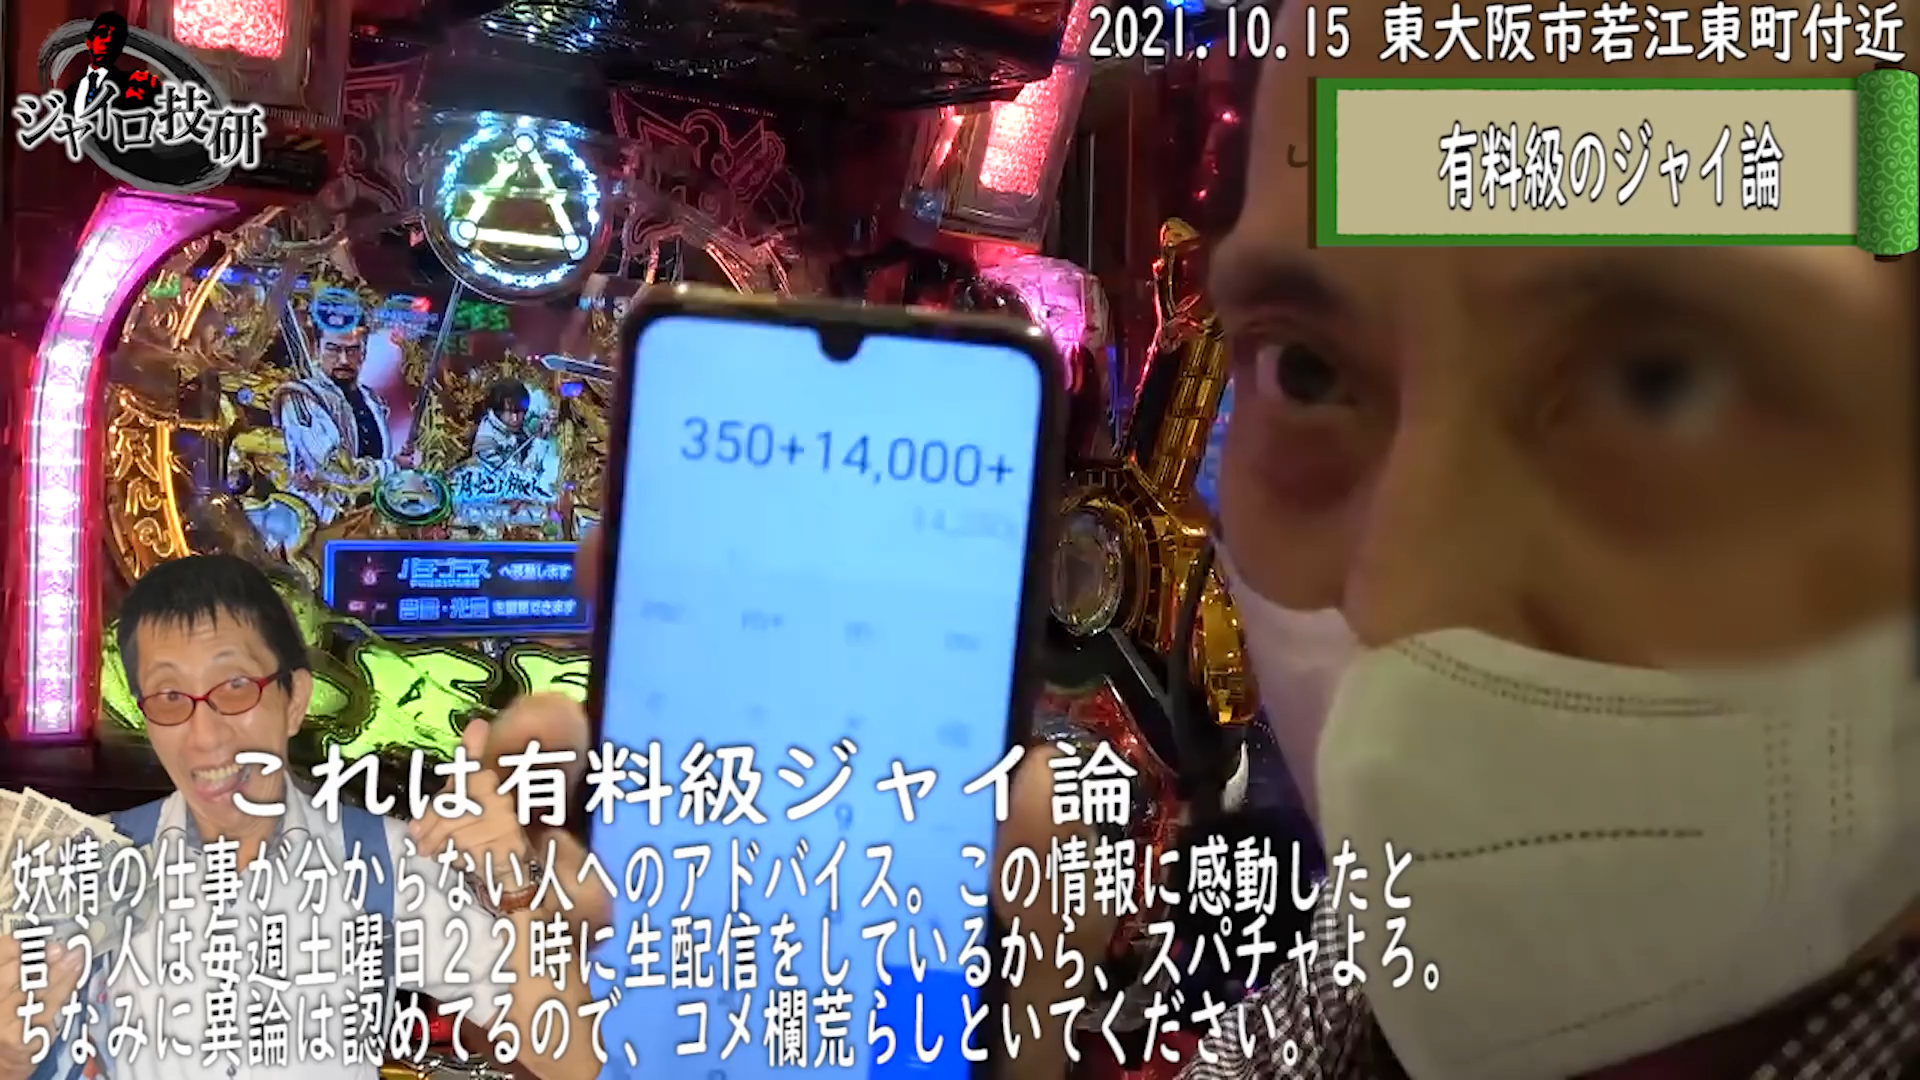 2021.10.15 東大阪市若江東町付近
ジャイロ技研
有料級のジャイ論
350+14,000+
へ移動します
これは有料級ジャイ論
妖精の仕事が分からない人へのアドバイス。この情報に感動したと
言う人は毎週土曜日２２時に生配信をしているから、スパチャよろ。
ちなみに異論は認めてるので、コメ欄荒らしといてください。